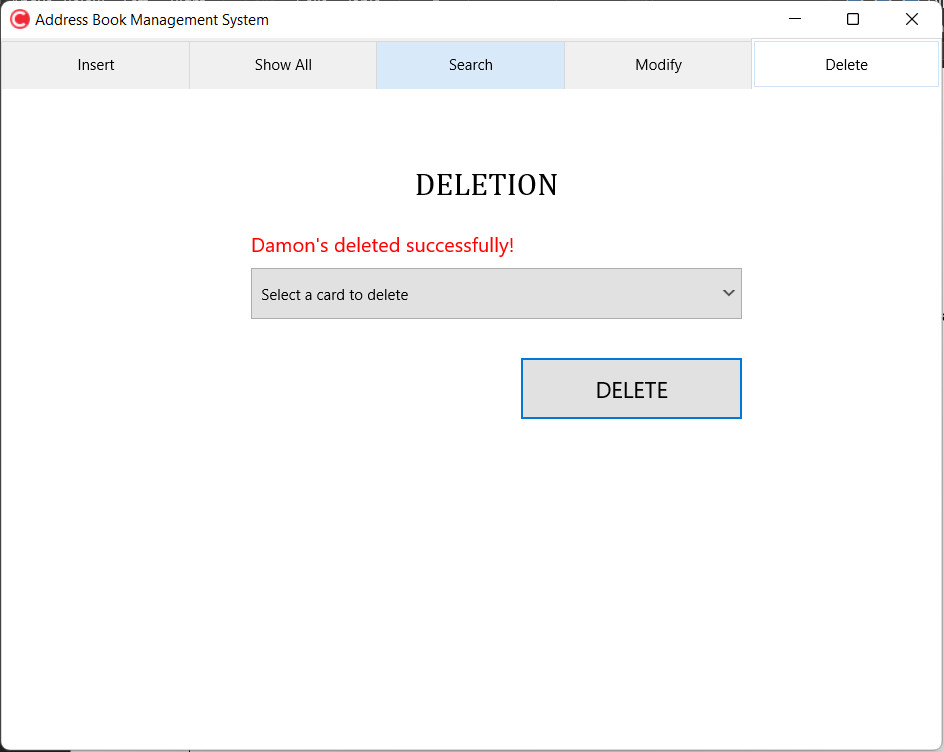 Address Book Management System
Insert Show All Search Modify Delete
DELETION
Damon's deleted successfully!
Select a card to delete
DELETE